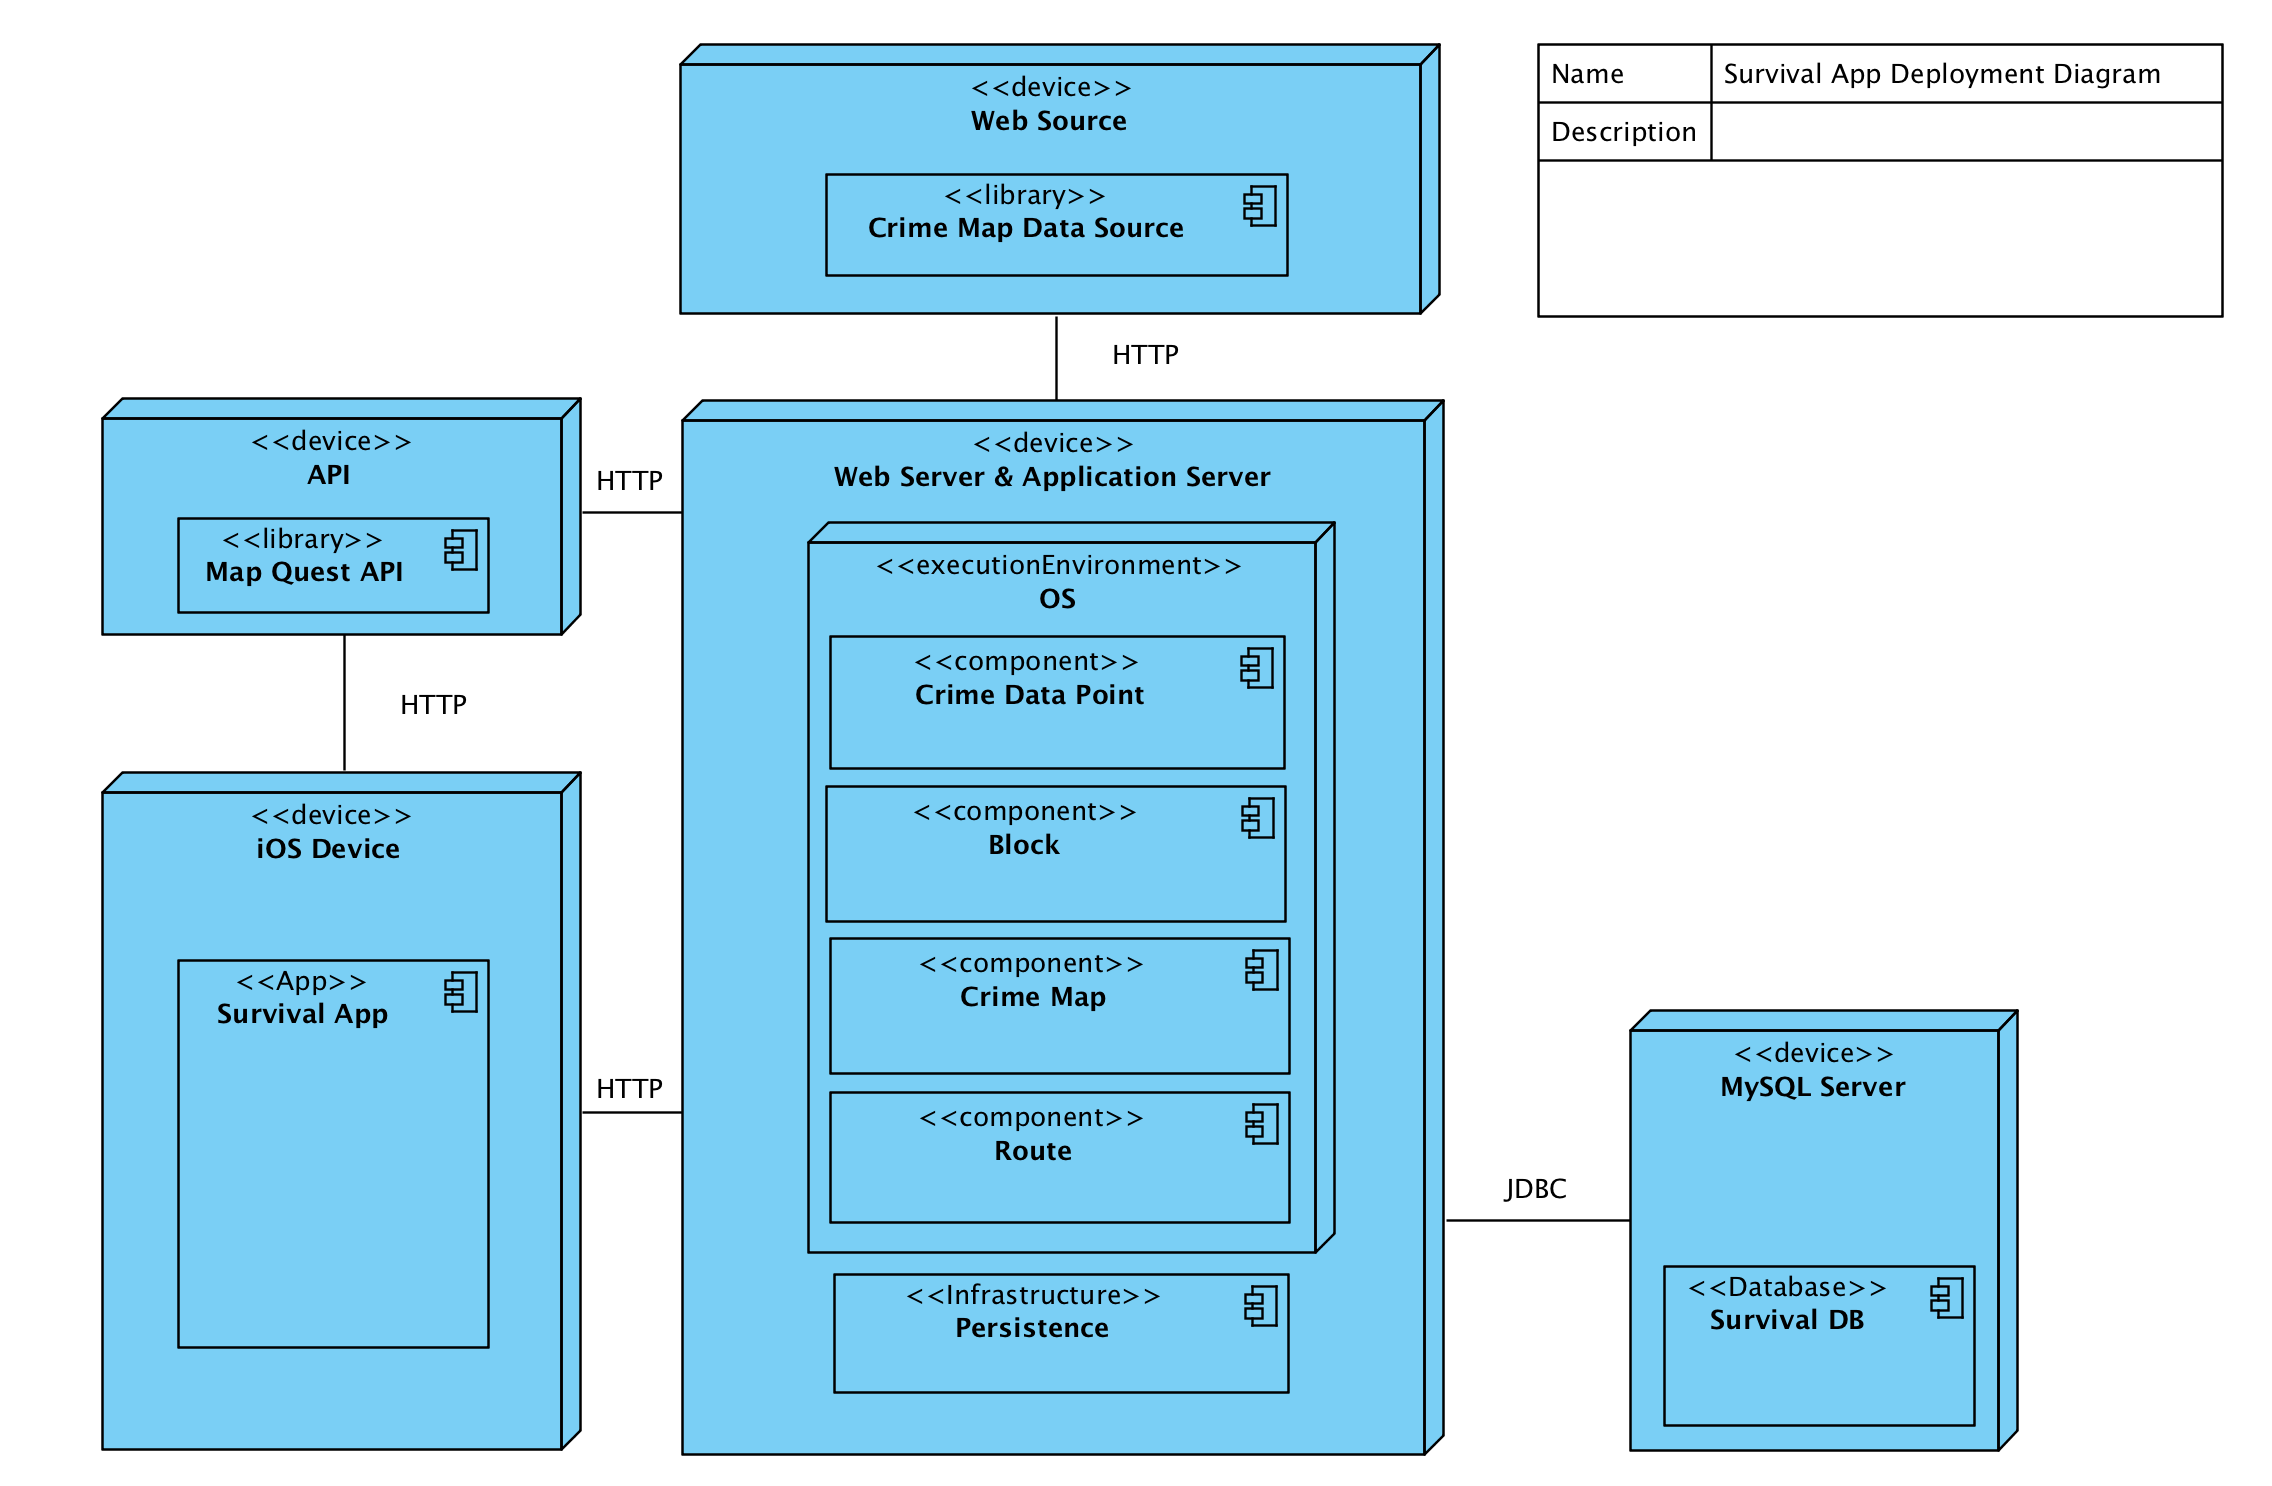 <<device>>
Web Source
<<library>>
Crime Map Data Source
Name
Survival App Deployment Diagram
Description
HTTP
<<device>>
API
<<library>>
Map Quest API
HTTP
HTTP
<<device>>
iOS Device
<<App>>
Survival App
HTTP
<<device>>
Web Server & Application Server
<<executionEnvironment>>
OS
<<component>>
Crime Data Point
<<component>>
Block
<<component>>
Crime Map
<<component>>
Route
<<Infrastructure>>
Persistence
JDBC
<<device>>
MySQL Server
<<Database>>
Survival DB